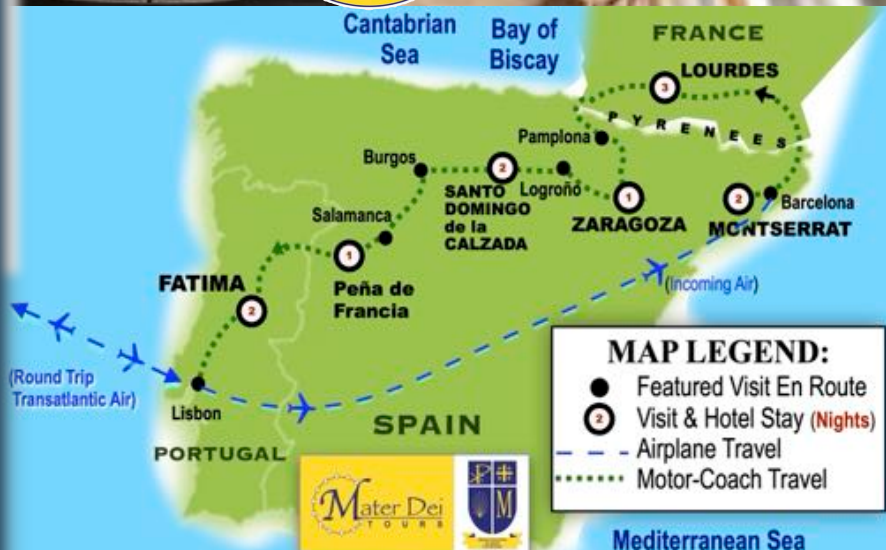 Cantabrian
Sea
Bay of
Biscay
FRANCE
LOURDES
3
PYRENEES
Pamplona
Burgos
2
Logroño
SANTO
DOMINGO
de la
CALZADA
1
ZARAGOZA
2
Barcelona
MONTSERRAT
Salamanca
1
Peña de
Francia
FATIMA
2
(Incoming Air)
(Round Trip
Transatlantic Air)
Lisbon
SPAIN
PORTUGAL
MAP LEGEND:
Featured Visit En Route
2 Visit & Hotel Stay (Nights)
Airplane Travel
Motor-Coach Travel
Mater Dei
TOURS
M
Mediterranean Sea